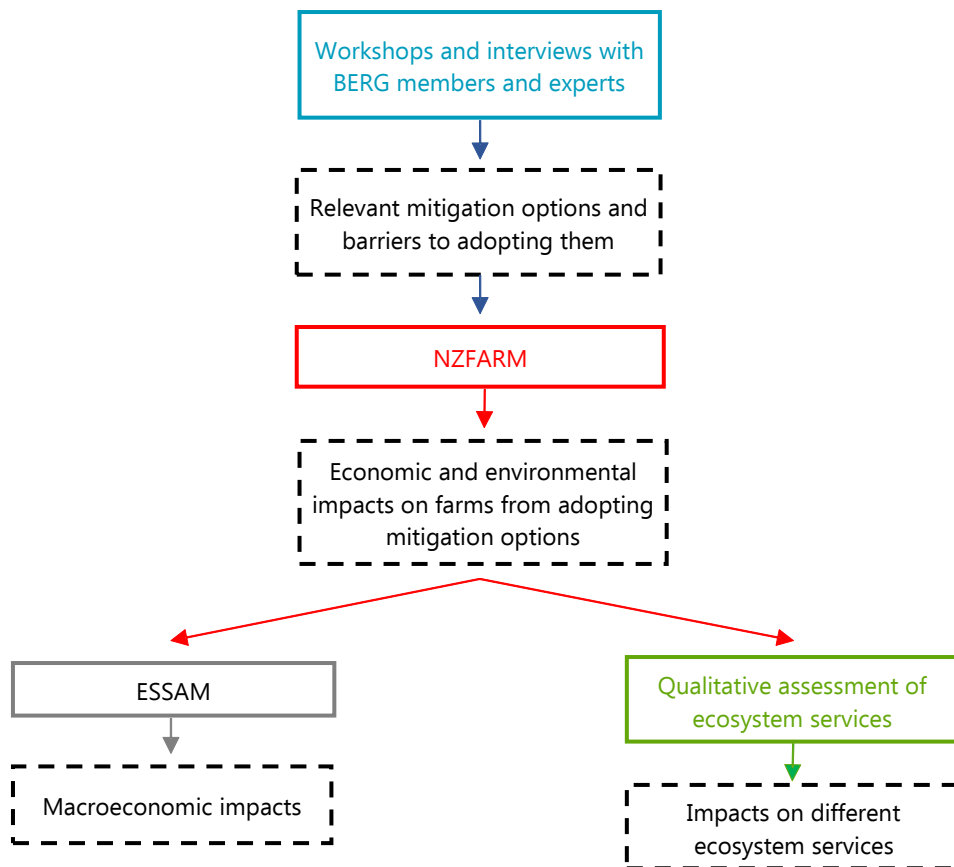 Workshops and interviews with
BERG members and experts
Relevant mitigation options and
barriers to adopting them
NZFARM
Economic and environmental
impacts on farms from adopting
mitigation options
ESSAM
Macroeconomic impacts
Qualitative assessment of
ecosystem services
Impacts on different
ecosystem services